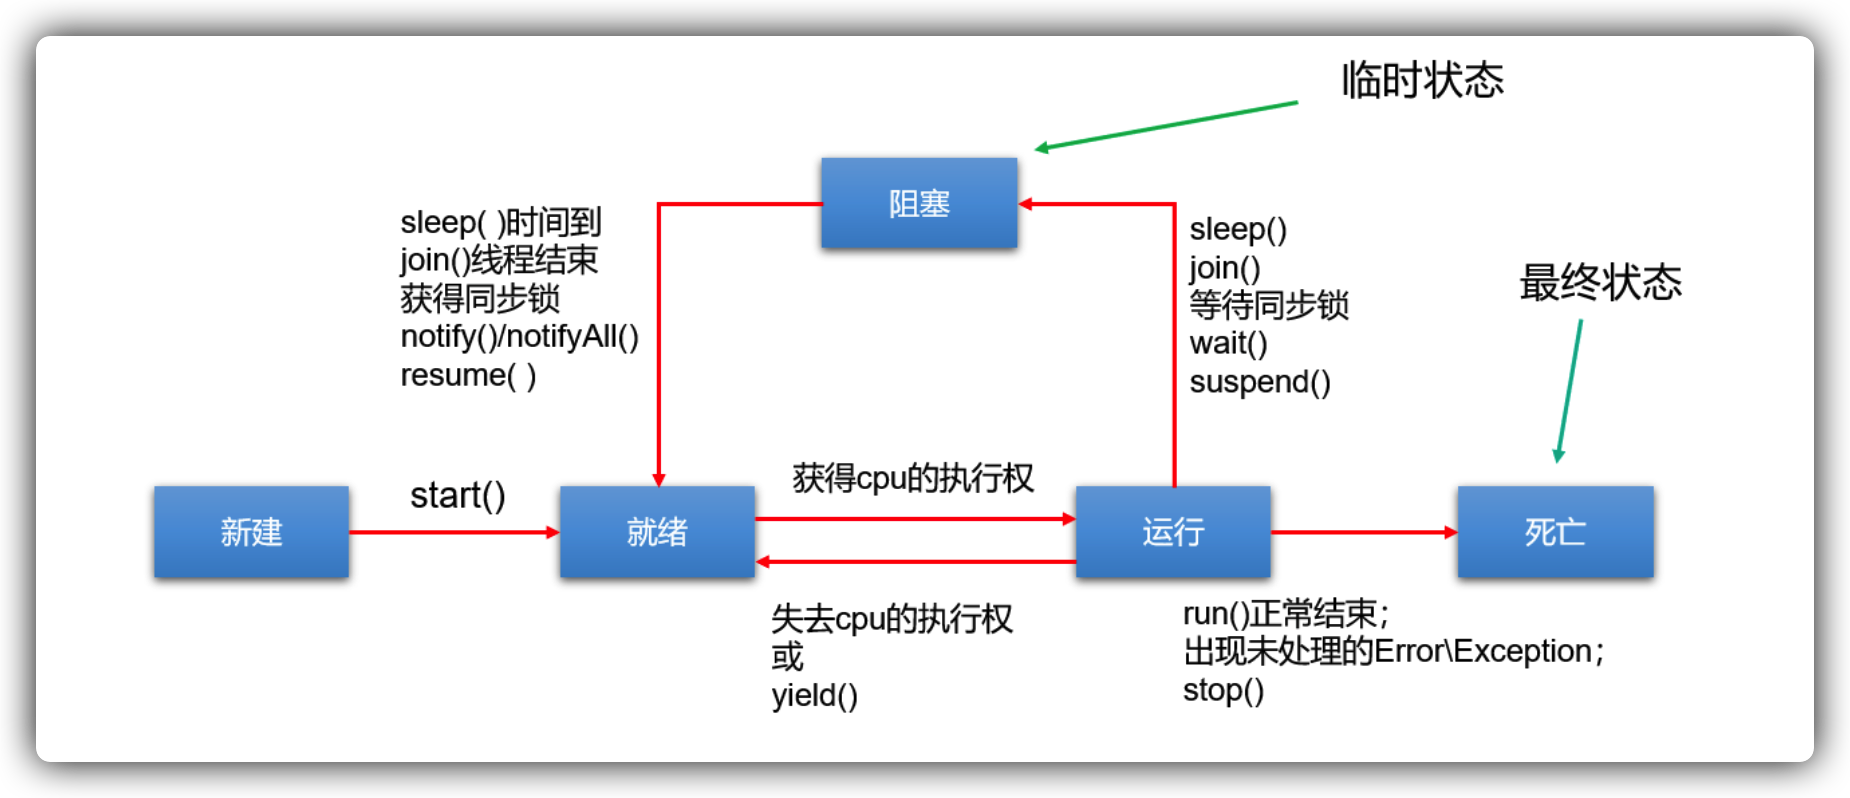 临时状态
阻塞
sleep( )时间到
join()线程结束
获得同步锁
notify()/notifyAll()
resume( )
sleep()
join()
等待同步锁
wait()
suspend()
最终状态
新建
start()
就绪
获得cpu的执行权
运行
死亡
失去cpu的执行权
或
yield()
run()正常结束；
出现未处理的Error\Exception；
stop()